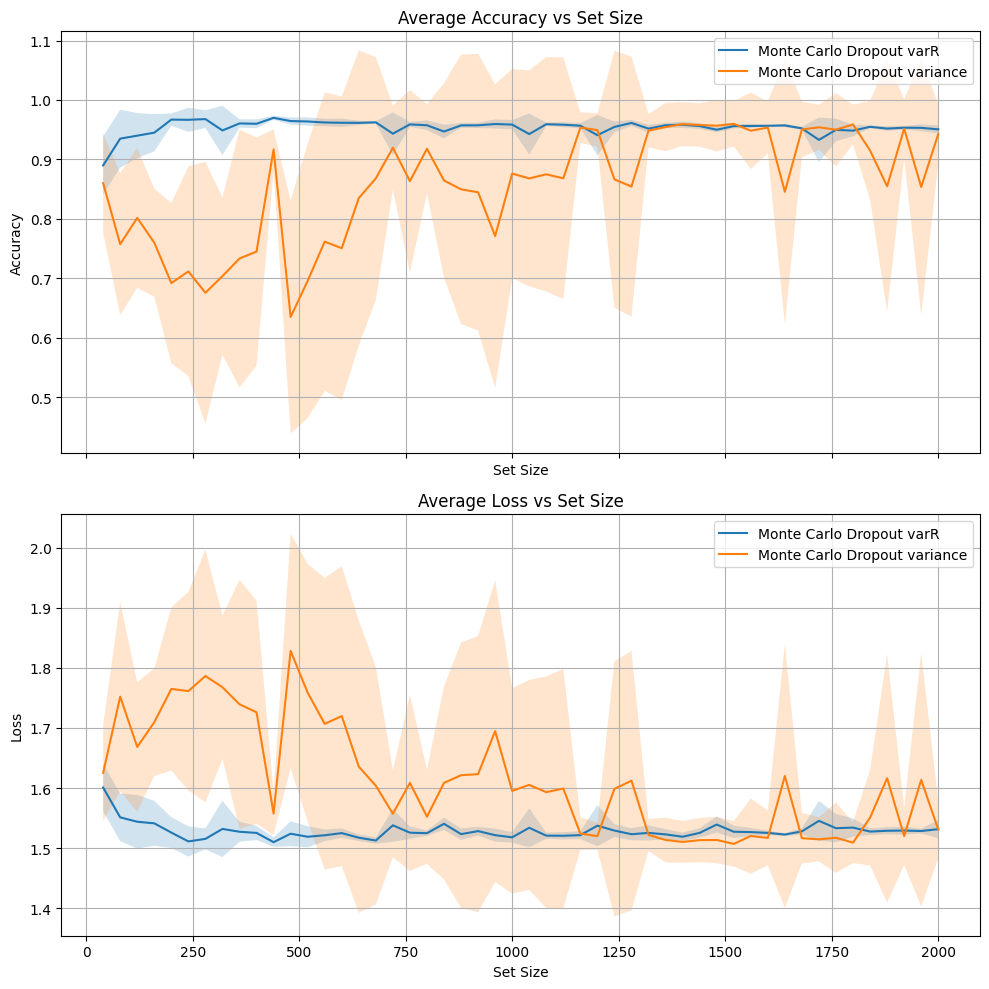 Average Accuracy vs Set Size
1.1
1.0
0.9
0.8
0.7
0.6
0.5
Accuracy
Monte Carlo Dropout varR
Monte Carlo Dropout variance
Set Size
Average Loss vs Set Size
2.0
1.9
1.8
1.7
1.6
1.5
1.4
Loss
Monte Carlo Dropout varR
Monte Carlo Dropout variance
0 250 500 750 1000 1250 1500 1750 2000
Set Size